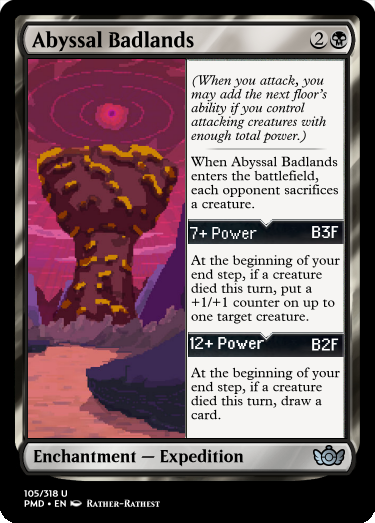 Abyssal Badlands 2
(When you attack, you
may add the next floor's
ability if you control
attacking creatures with
enough total power.)
When Abyssal Badlands
enters the battlefield,
each opponent sacrifices
a creature.
7+ Power B3F
At the beginning of your
end step, if a creature
died this turn, put a
+1/+1 counter on up to
one target creature.
12+ Power B2F
At the beginning of your
end step, if a creature
died this turn, draw a
card.
Enchantment — Expedition
105/318 U
PMD • EN Rather-Rathest